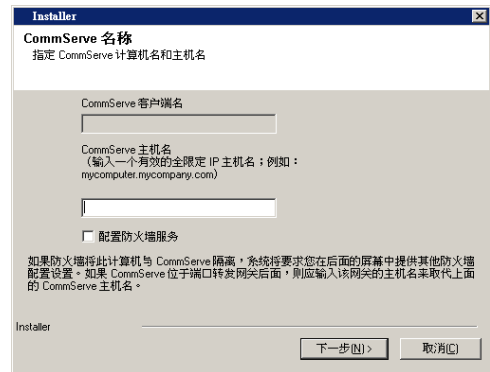 Installer
CommServe 名称
指定 CommServe 计算机名和主机名
CommServe 客户端名
CommServe 主机名
（输入一个有效的全限定 IP 主机名；例如：
mycomputer.mycompany.com）
配置防火墙服务
如果防火墙将此计算机与 CommServe 隔离，系统将要求您在后面的屏幕中提供其他防火墙
配置设置。如果 CommServe 位于端口转发网关后面，则应输入该网关的主机名来取代上面
的 CommServe 主机名。
Installer
下一步(N) >
取消(C)